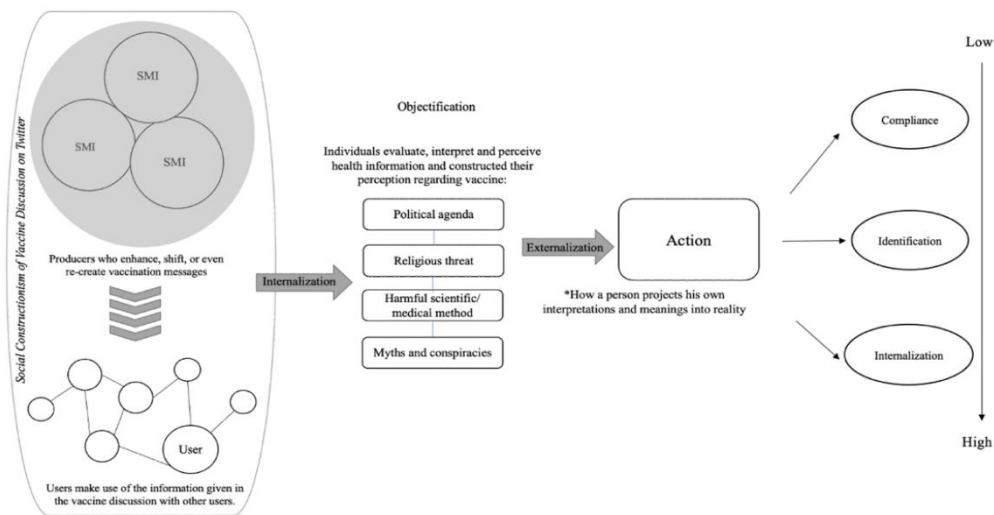 Social Constructionism of Vaccine Discussion on Twitter
SMI
SMI
SMI
Producers who enhance, shift, or even
re-create vaccination messages
User
Users make use of the information given in
the vaccine discussion with other users.
Internalization
Objectification
Individuals evaluate, interpret and perceive
health information and constructed their
perception regarding vaccine:
Political agenda
Religious threat
Harmful scientific/
medical method
Myths and conspiracies
Externalization
Action
*How a person projects his own
interpretations and meanings into reality
Low
Compliance
Identification
Internalization
High